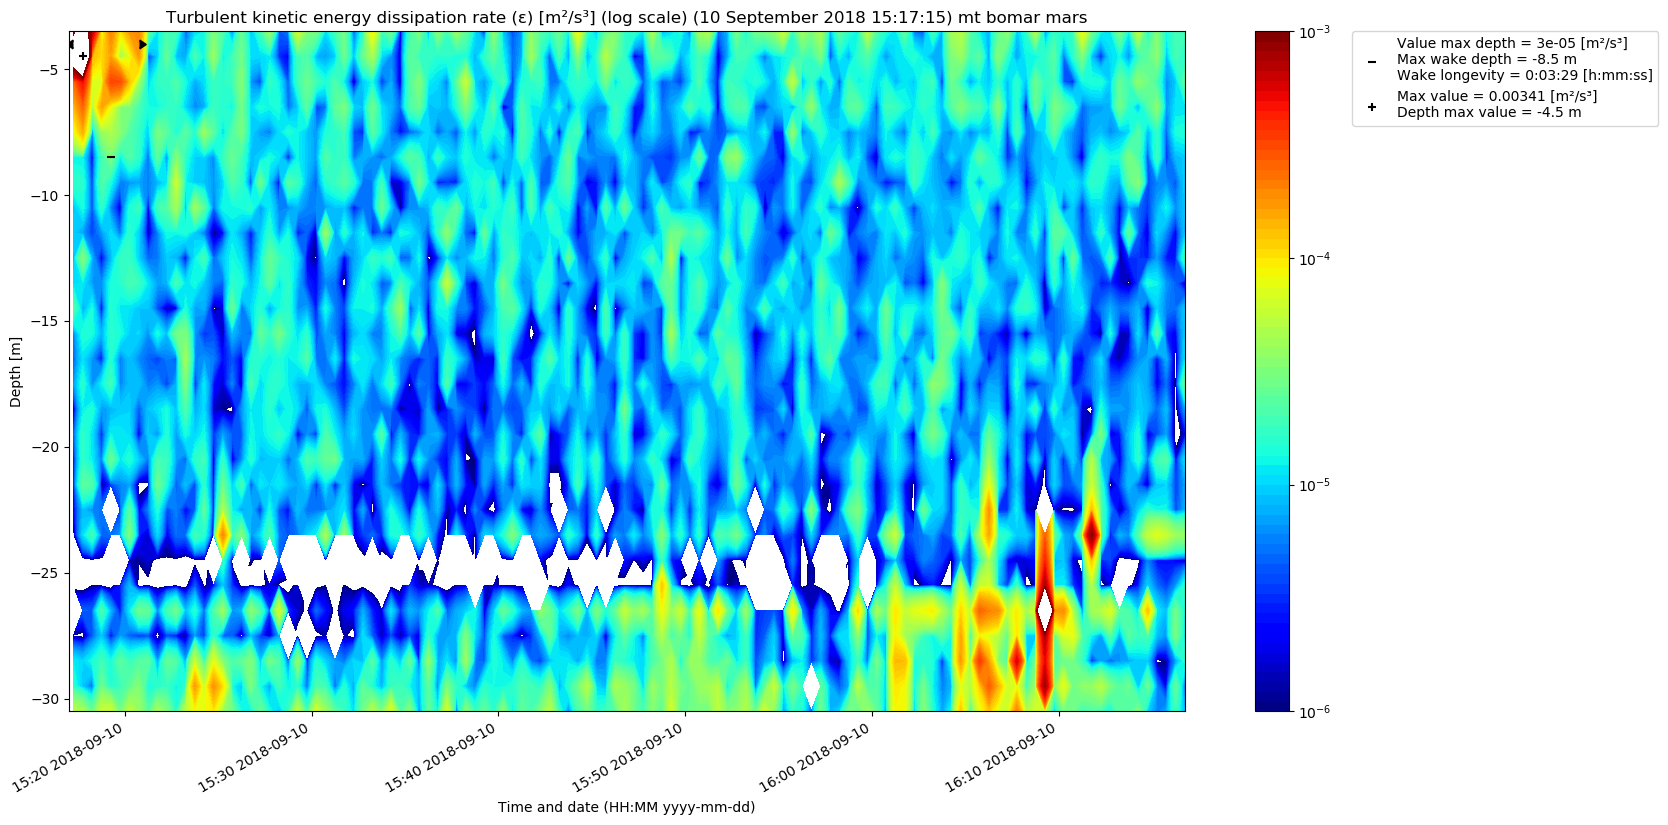 Turbulent kinetic energy dissipation rate (ε) [m²/s³] (log scale) (10 September 2018 15:17:15) mt bomar mars
Depth [m]
−5
−10
−15
−20
−25
−30
15:20 2018-09-10
15:30 2018-09-10
15:40 2018-09-10
15:50 2018-09-10
16:00 2018-09-10
16:10 2018-09-10
Time and date (HH:MM yyyy-mm-dd)
10⁻³
10⁻⁴
10⁻⁵
10⁻⁶
Value max depth = 3e-05 [m²/s³]
Max wake depth = -8.5 m
Wake longevity = 0:03:29 [h:mm:ss]
Max value = 0.00341 [m²/s³]
Depth max value = -4.5 m